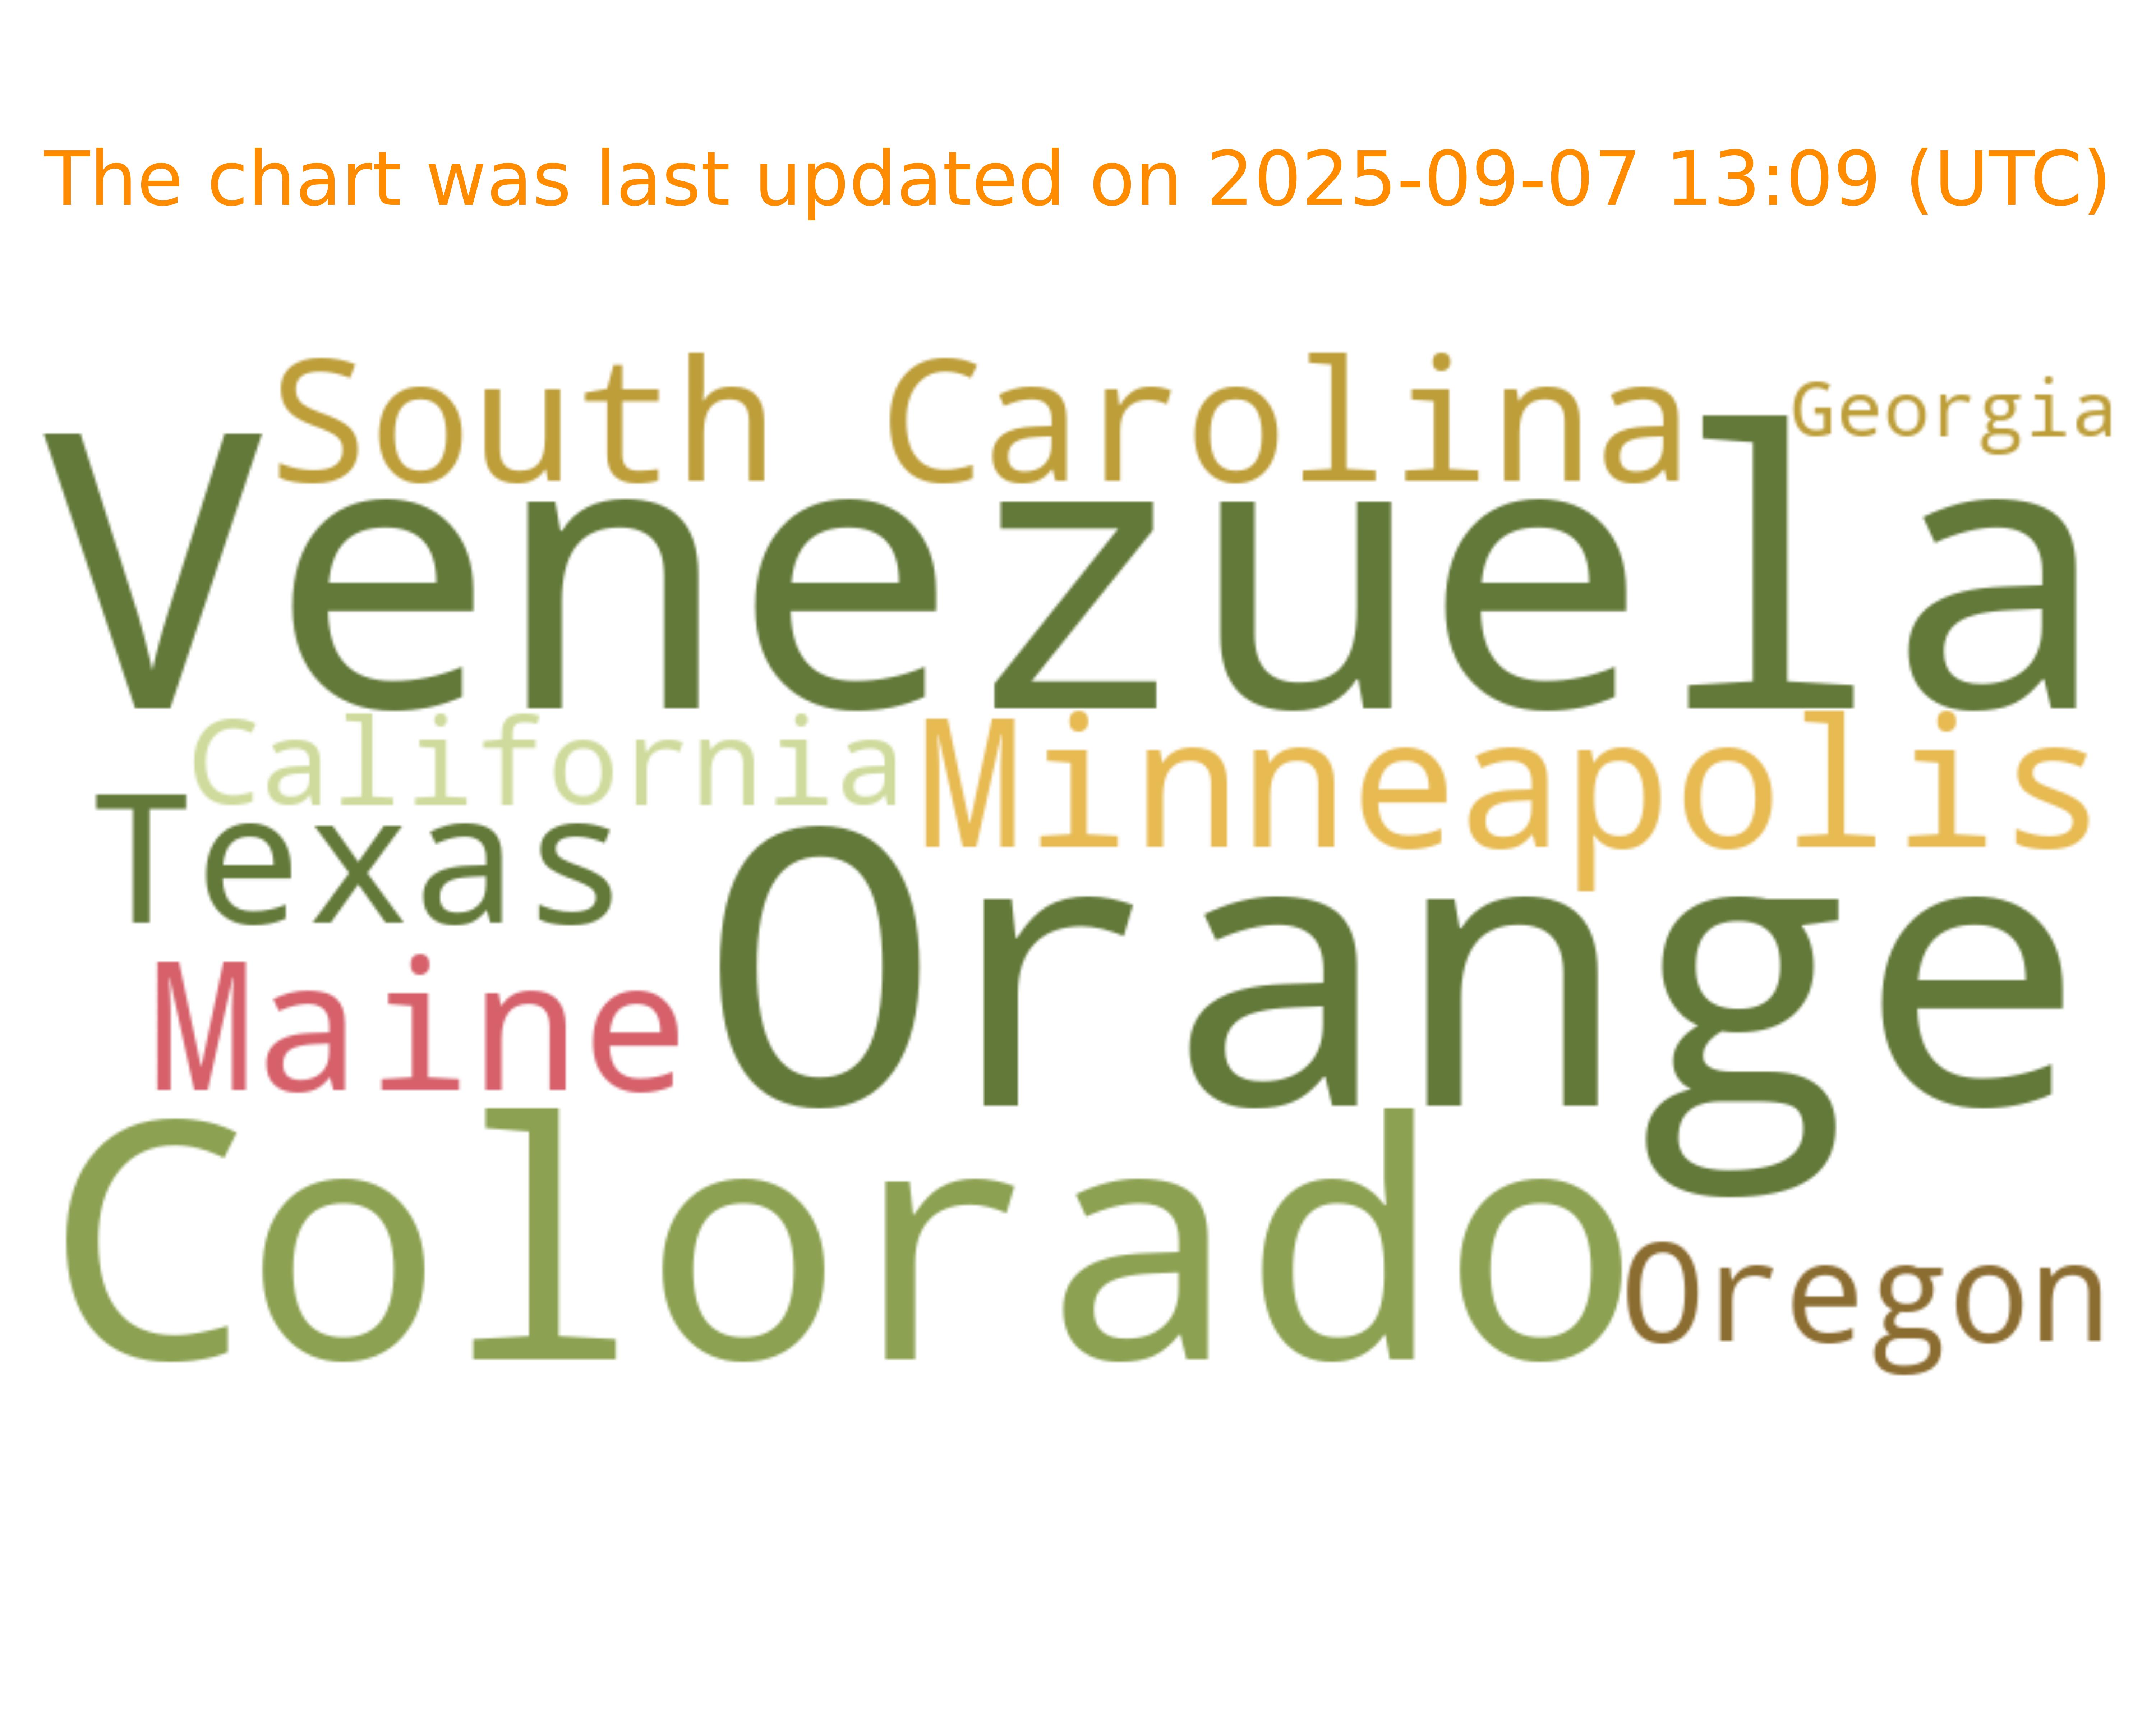 The chart was last updated on 2025-09-07 13:09 (UTC)
South Carolina Georgia
Venezuela
California Minneapolis
Texas
Orange
Maine
Colorado
Oregon